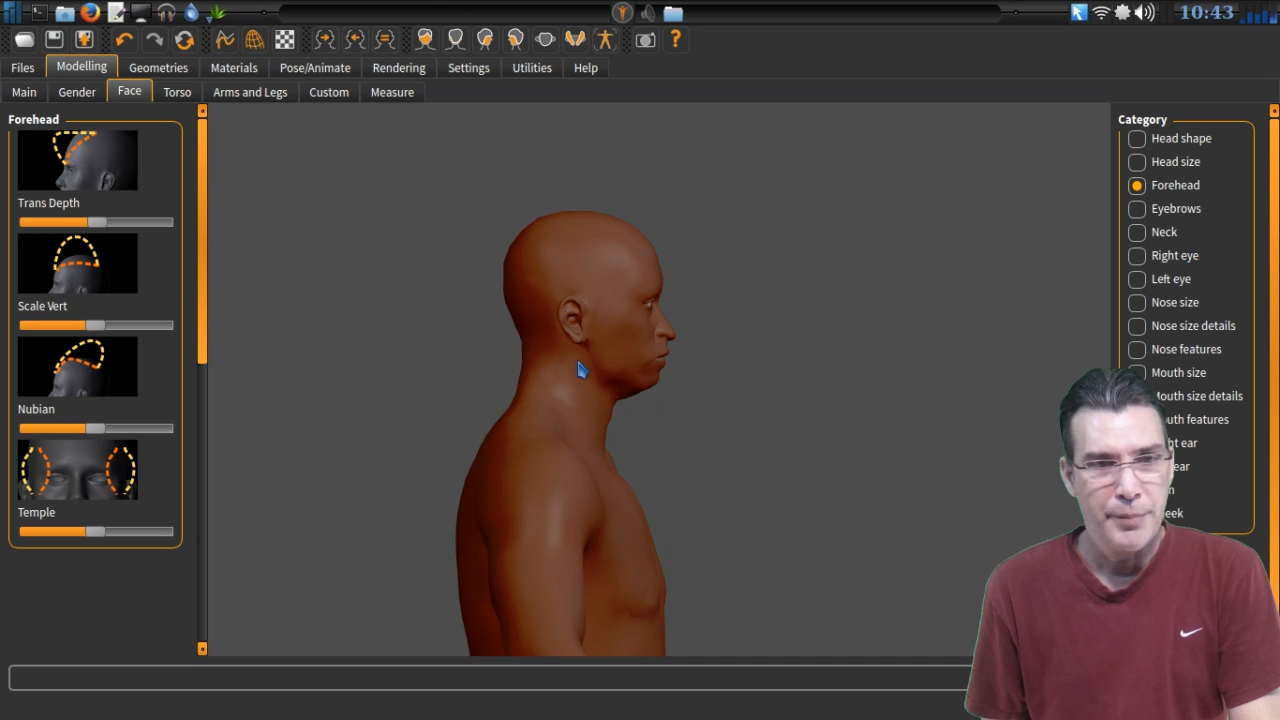 10:43
Files Modelling Geometries Materials Pose/Animate Rendering Settings Utilities Help
Main Gender Face Torso Arms and Legs Custom Measure
Forehead
Trans Depth
Scale Vert
Nubian
Temple
Category
Head shape
Head size
Forehead
Eyebrows
Neck
Right eye
Left eye
Nose size
Nose size details
Nose features
Mouth size
Mouth size details
outh features
ht ear
ear
n
eek